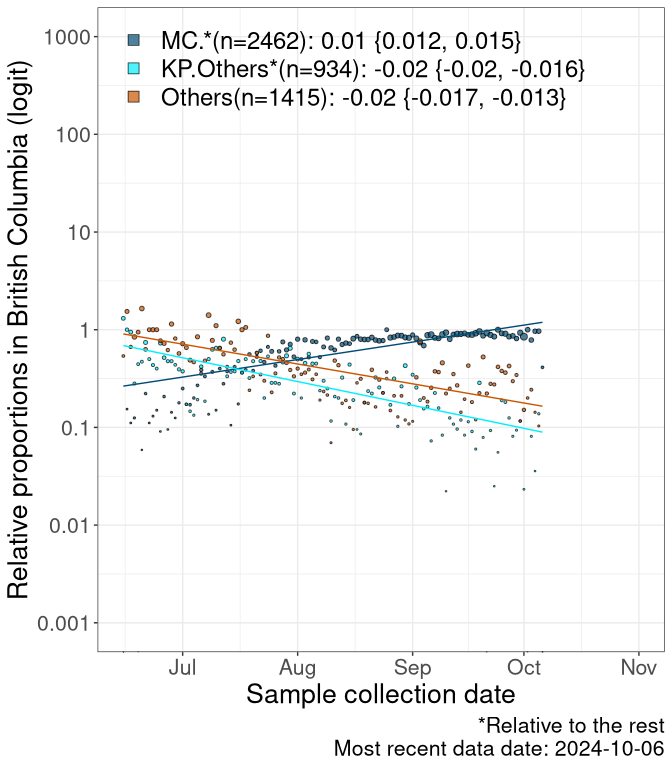 MC.*(n=2462): 0.01 {0.012, 0.015}
KP.Others*(n=934): -0.02 {-0.02, -0.016}
Others(n=1415): -0.02 {-0.017, -0.013}
Relative proportions in British Columbia (logit)
1000
100
10
1
0.1
0.01
0.001
Jul Aug Sep Oct Nov
Sample collection date
*Relative to the rest
Most recent data date: 2024-10-06